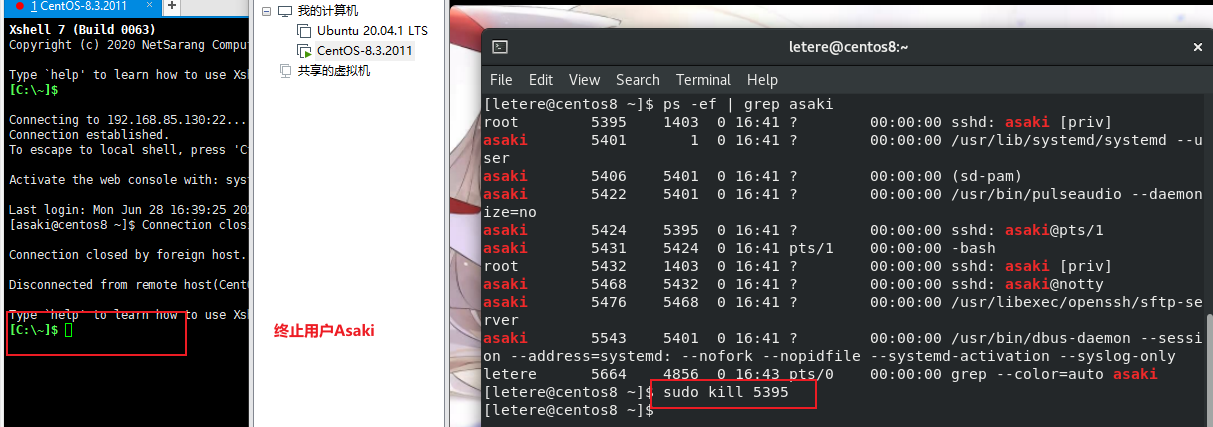 1 CentOS-8.3.2011 × +
Xshell 7 (Build 0063)
Copyright (c) 2020 NetSarang Compu
Type `help' to learn how to use Xsh
[C:\~]$
Connecting to 192.168.85.130:22...
Connection established.
To escape to local shell, press 'C
Activate the web console with: sys
Last login: Mon Jun 28 16:39:25 20
[asaki@centos8 ~]$ Connection closi
Connection closed by foreign host.
Disconnected from remote host(Cent
Type `help' to learn how to use Xsh
[C:\~]$
我的计算机
Ubuntu 20.04.1 LTS
CentOS-8.3.2011
共享的虚拟机
终止用户Asaki
letere@centos8:~ ×
File Edit View Search Terminal Help
[letere@centos8 ~]$ ps -ef | grep asaki
root 5395 1403 0 16:41 ? 00:00:00 sshd: asaki [priv]
asaki 5401 1 0 16:41 ? 00:00:00 /usr/lib/systemd/systemd --u
ser
asaki 5406 5401 0 16:41 ? 00:00:00 (sd-pam)
asaki 5422 5401 0 16:41 ? 00:00:00 /usr/bin/pulseaudio --daemon
ize=no
asaki 5424 5395 0 16:41 ? 00:00:00 sshd: asaki@pts/1
asaki 5431 5424 0 16:41 pts/1 00:00:00 -bash
root 5432 1403 0 16:41 ? 00:00:00 sshd: asaki [priv]
asaki 5468 5432 0 16:41 ? 00:00:00 sshd: asaki@notty
asaki 5476 5468 0 16:41 ? 00:00:00 /usr/libexec/openssh/sftp-se
rver
asaki 5543 5401 0 16:41 ? 00:00:00 /usr/bin/dbus-daemon --sessi
on --address=systemd: --nofork --nopidfile --systemd-activation --syslog-only
letere 5664 4856 0 16:43 pts/0 00:00:00 grep --color=auto asaki
[letere@centos8 ~]$ sudo kill 5395
[letere@centos8 ~]$